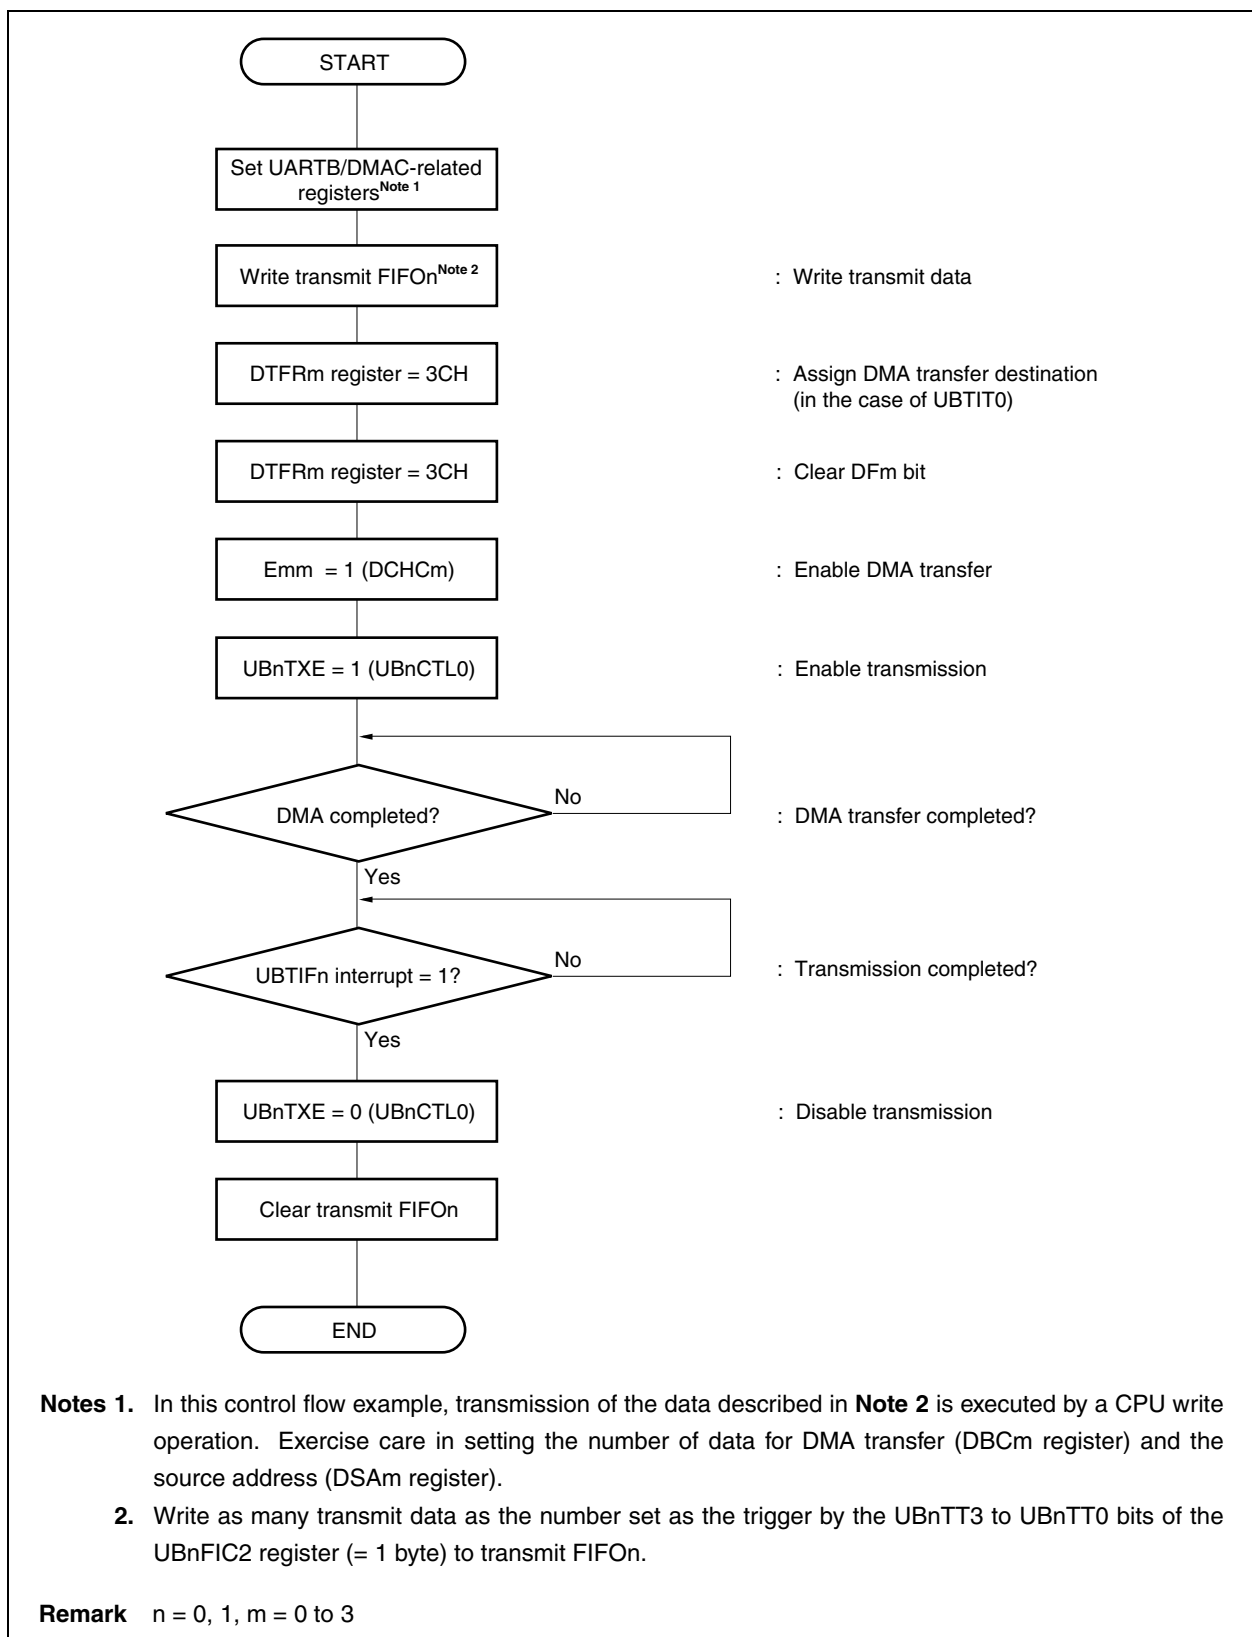 START
Set UARTB/DMAC-related
registersNote 1
Write transmit FIFOnNote 2
: Write transmit data
DTFRm register = 3CH
: Assign DMA transfer destination
(in the case of UBTIT0)
DTFRm register = 3CH
: Clear DFm bit
Emm = 1 (DCHCm)
: Enable DMA transfer
UBnTXE = 1 (UBnCTL0)
: Enable transmission
DMA completed?
No
: DMA transfer completed?
Yes
UBTIFn interrupt = 1?
No
: Transmission completed?
Yes
UBnTXE = 0 (UBnCTL0)
: Disable transmission
Clear transmit FIFOn
END
Notes 1. In this control flow example, transmission of the data described in Note 2 is executed by a CPU write
operation. Exercise care in setting the number of data for DMA transfer (DBCm register) and the
source address (DSAm register).
2. Write as many transmit data as the number set as the trigger by the UBnTT3 to UBnTT0 bits of the
UBnFIC2 register (= 1 byte) to transmit FIFOn.
Remark n = 0, 1, m = 0 to 3